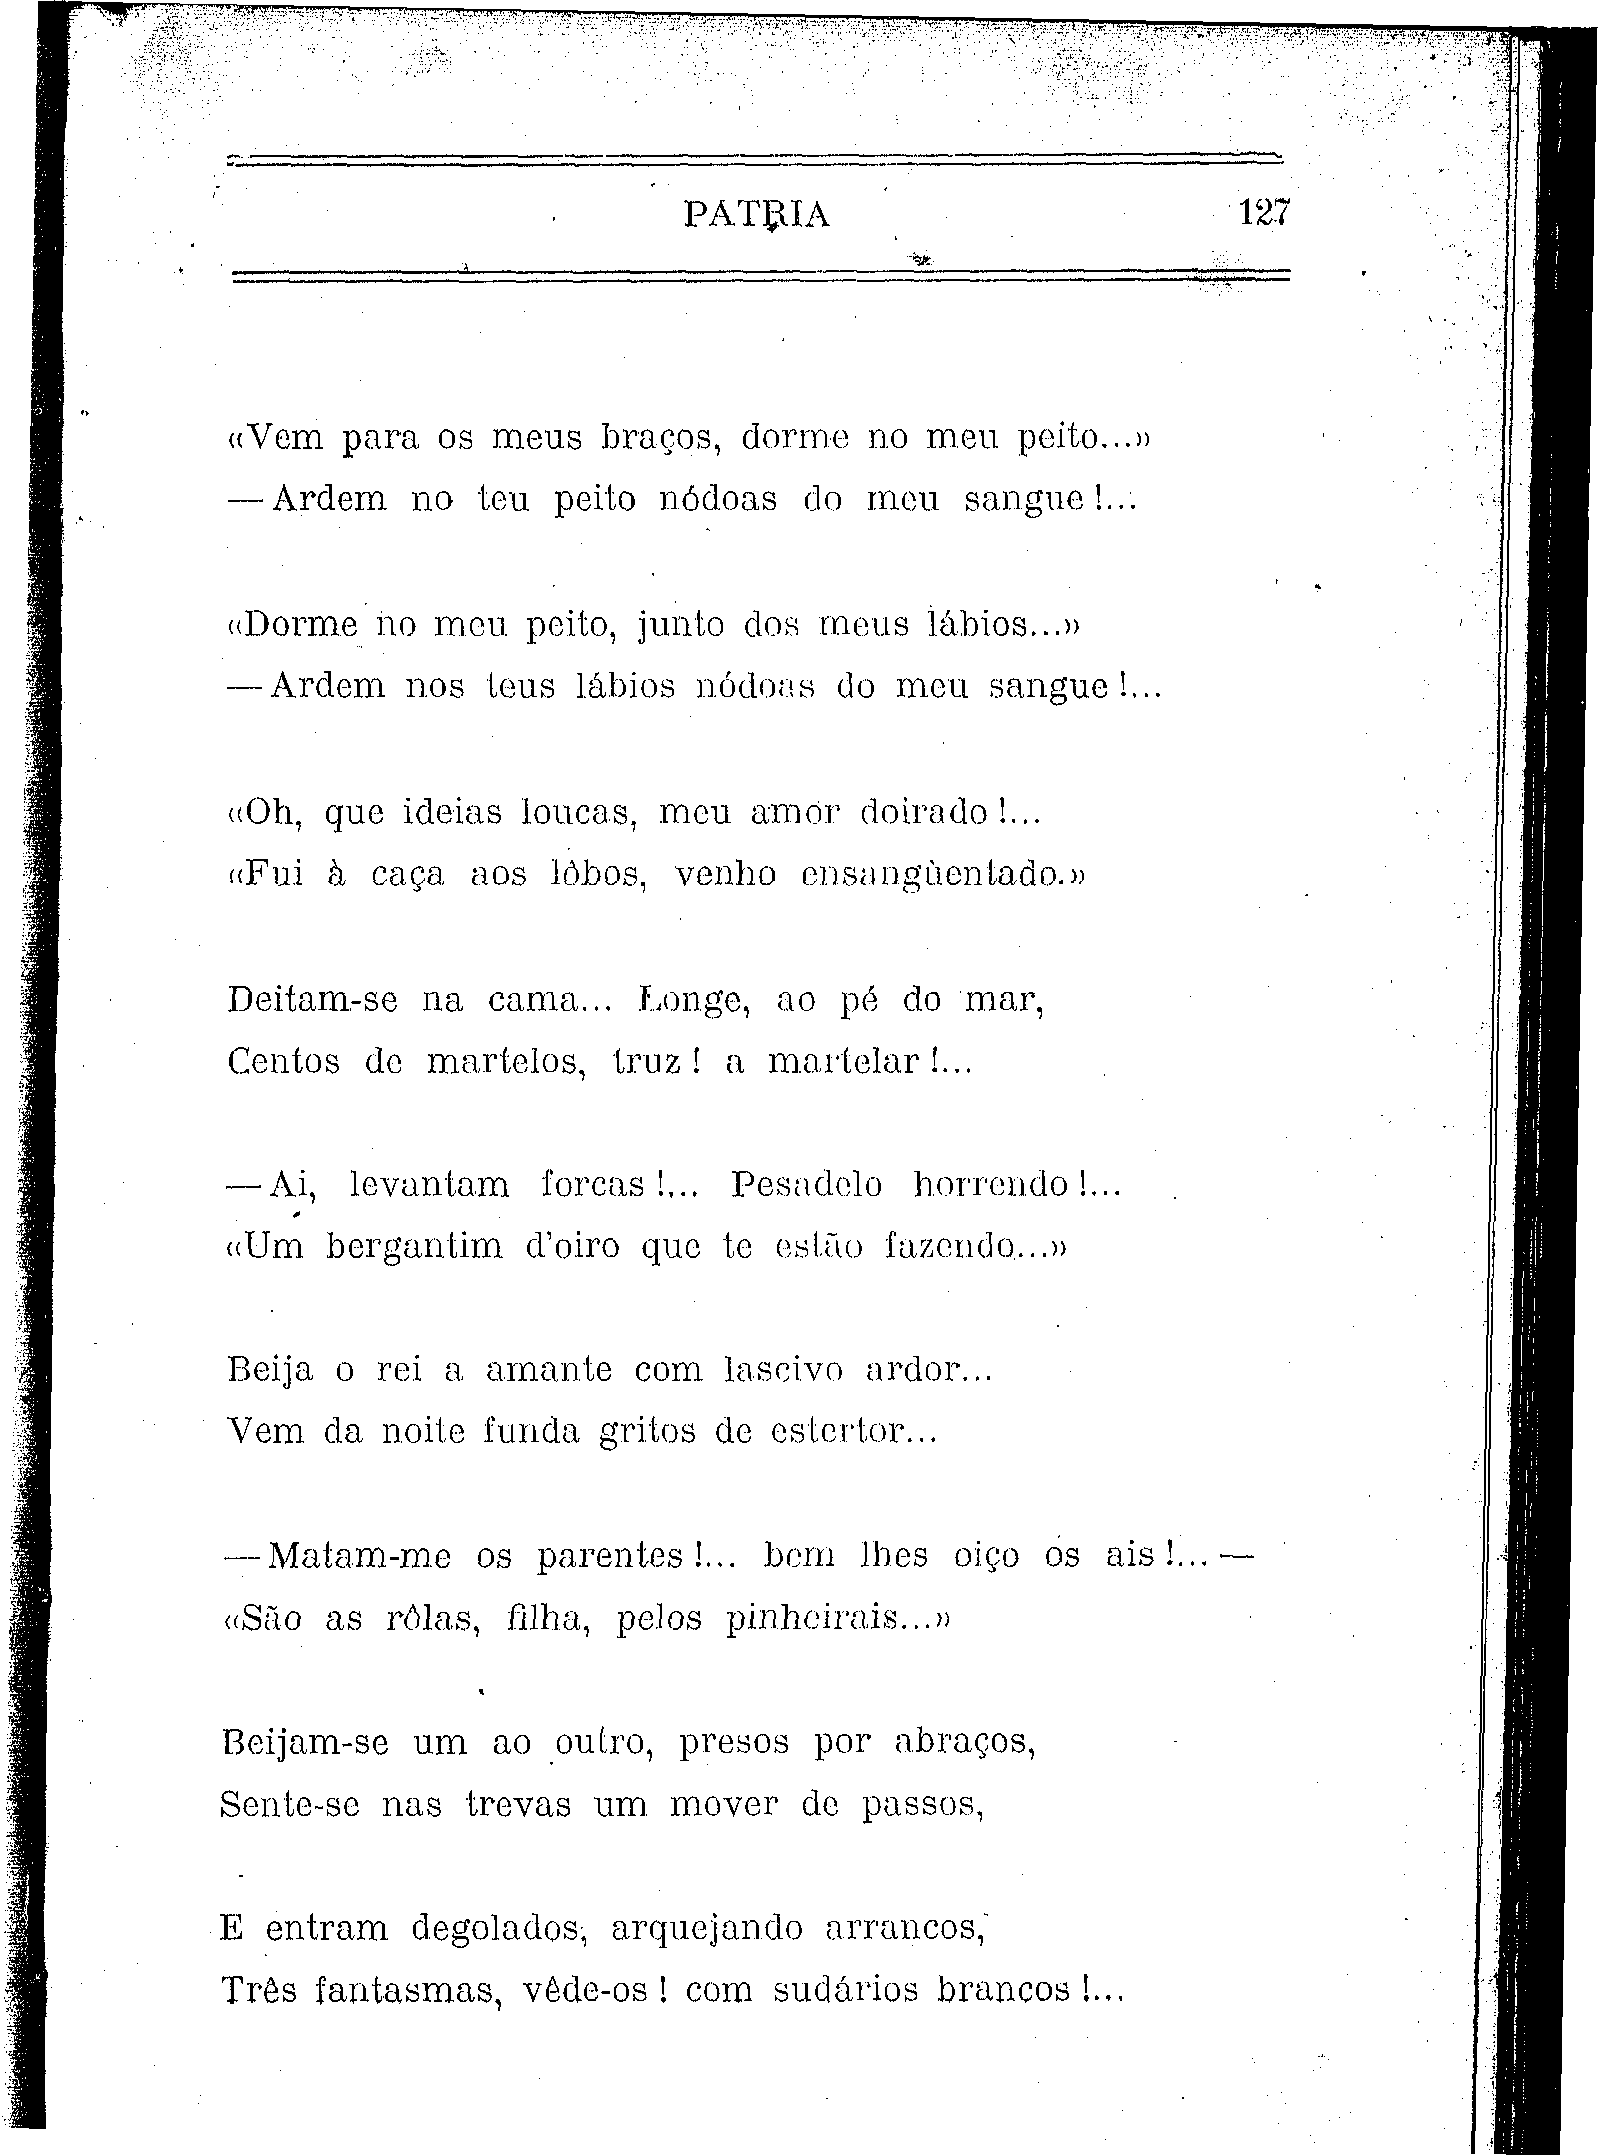 PATRIA 127
«Vem para os meus braços, dorme no meu peito...»
— Ardem no teu peito nódoas do meu sangue!...
«Dorme no meu peito, junto dos meus lábios...»
— Ardem nos teus lábios nódoas do meu sangue!...
«Oh, que ideias loucas, meu amor doirado!...
«Fui à caça aos lôbos, venho ensangùentado.»
Deitam-se na cama... Longe, ao pé do mar,
Centos de martelos, truz! a martelar!...
— Ai, levantam forcas!... Pesadelo horrendo!...
«Um bergantim d'oiro que te estão fazendo...»
Beija o rei a amante com lascivo ardor...
Vem da noite funda gritos de estertor...
— Matam-me os parentes!... bem lhes oiço os ais!... —
«São as rôlas, filha, pelos pinheirais...»
Beijam-se um ao outro, presos por abraços,
Sente-se nas trevas um mover de passos,
E entram degolados, arquejando arrancos,
Três fantasmas, vêde-os! com sudários brancos!...